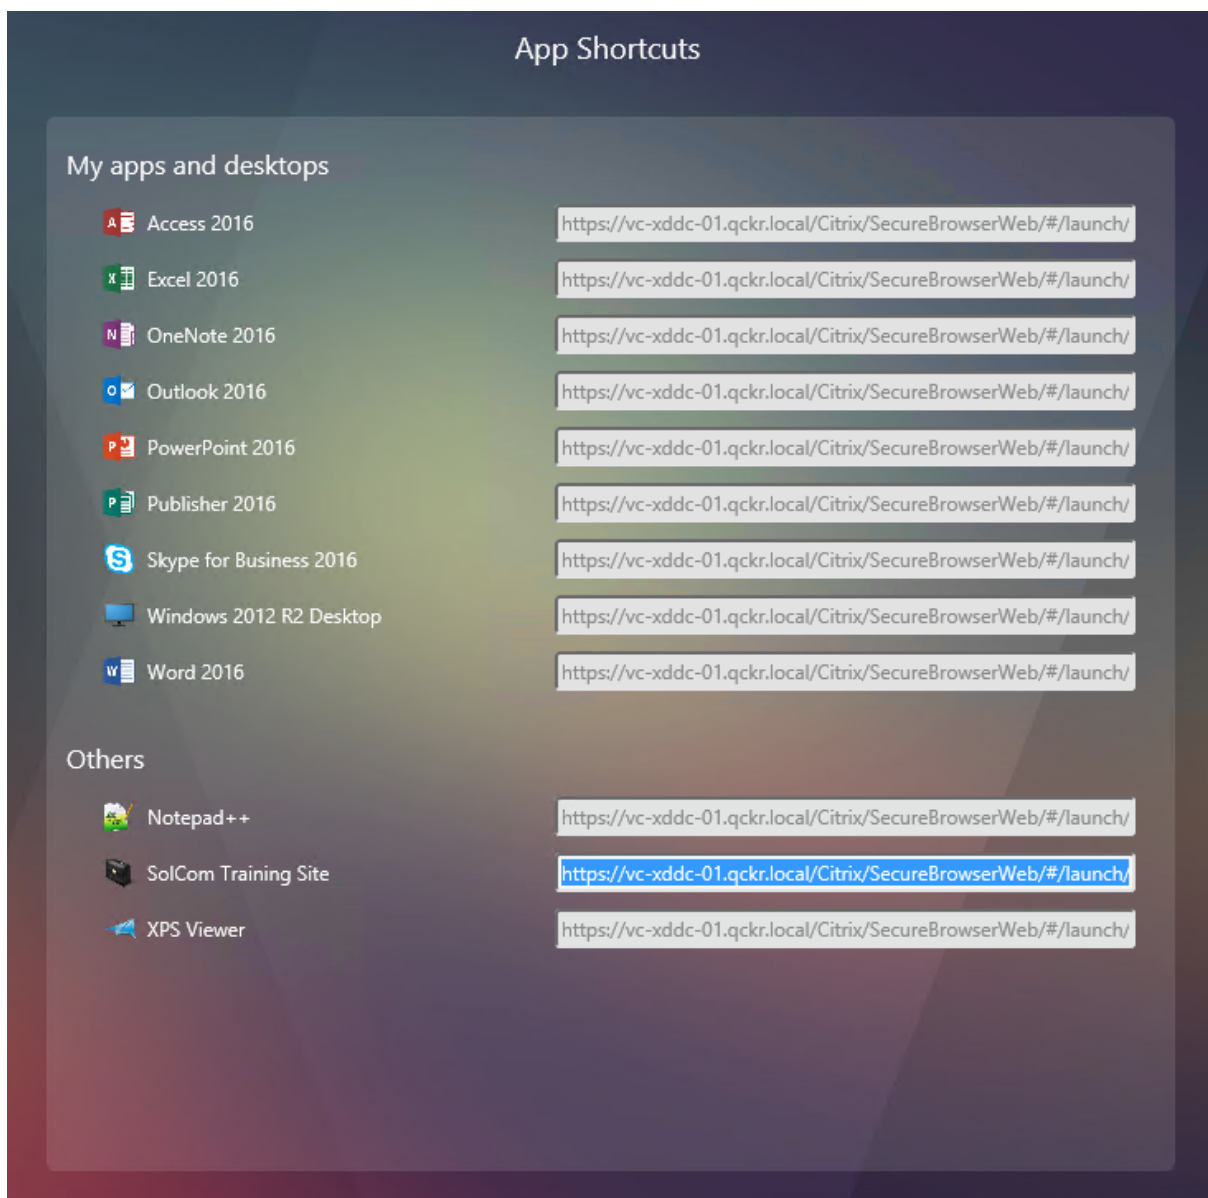 App Shortcuts
My apps and desktops
Access 2016 https://vc-xddc-01.qckr.local/Citrix/SecureBrowserWeb/#/launch/
Excel 2016 https://vc-xddc-01.qckr.local/Citrix/SecureBrowserWeb/#/launch/
OneNote 2016 https://vc-xddc-01.qckr.local/Citrix/SecureBrowserWeb/#/launch/
Outlook 2016 https://vc-xddc-01.qckr.local/Citrix/SecureBrowserWeb/#/launch/
PowerPoint 2016 https://vc-xddc-01.qckr.local/Citrix/SecureBrowserWeb/#/launch/
Publisher 2016 https://vc-xddc-01.qckr.local/Citrix/SecureBrowserWeb/#/launch/
Skype for Business 2016 https://vc-xddc-01.qckr.local/Citrix/SecureBrowserWeb/#/launch/
Windows 2012 R2 Desktop https://vc-xddc-01.qckr.local/Citrix/SecureBrowserWeb/#/launch/
Word 2016 https://vc-xddc-01.qckr.local/Citrix/SecureBrowserWeb/#/launch/
Others
Notepad++ https://vc-xddc-01.qckr.local/Citrix/SecureBrowserWeb/#/launch/
SolCom Training Site https://vc-xddc-01.qckr.local/Citrix/SecureBrowserWeb/#/launch/
XPS Viewer https://vc-xddc-01.qckr.local/Citrix/SecureBrowserWeb/#/launch/